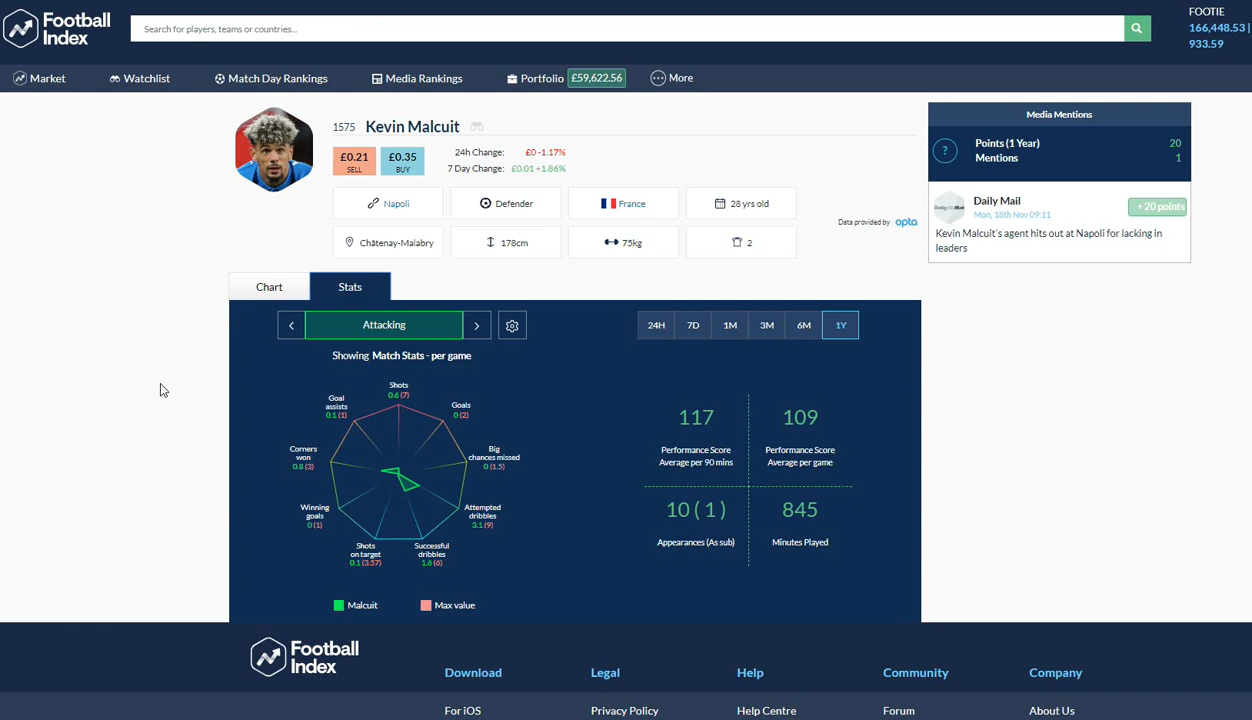 Football
Index
Search for players, teams or countries...
FOOTIE
166,448.53 |
933.59
Market
Watchlist
Match Day Rankings
Media Rankings
Portfolio £59,622.56
More
1575 Kevin Malcuit
£0.21
SELL
£0.35
BUY
24h Change: £0 -1.17%
7 Day Change: £0.01 +1.86%
Napoli
Defender
France
28 yrs old
Châtenay-Malabry
178cm
75kg
2
Data provided by opta
Media Mentions
?
Points (1 Year) 20
Mentions 1
Daily Mail
Mon, 18th Nov 09:11
+20 points
Kevin Malcuit's agent hits out at Napoli for lacking in
leaders
Chart
Stats
< Attacking >
24H 7D 1M 3M 6M 1Y
Showing Match Stats - per game
Shots
0.6 (7)
Goals
0 (2)
Big
chances missed
0 (1.5)
Attempted
dribbles
3.1 (9)
Successful
dribbles
1.6 (6)
Shots
on target
0.1 (3.57)
Winning
goals
0 (1)
Corners
won
0.8 (3)
Goal
assists
0.1 (1)
Malcuit
Max value
117
Performance Score
Average per 90 mins
109
Performance Score
Average per game
10 ( 1 )
Appearances (As sub)
845
Minutes Played
Football
Index
Download
Legal
Help
Community
Company
For iOS
Privacy Policy
Help Centre
Forum
About Us